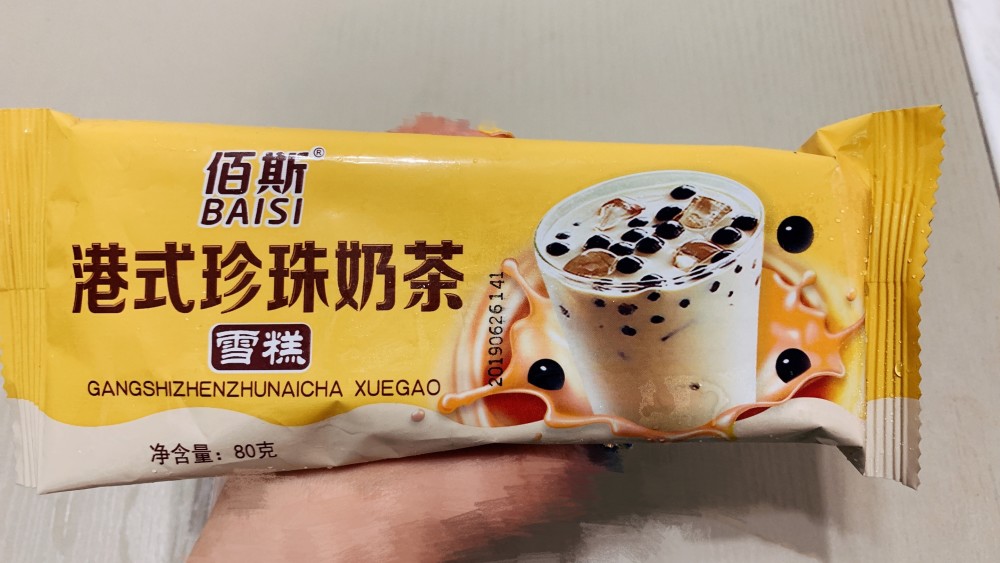 佰斯®
BAISI
港式珍珠奶茶
雪糕
GANGSHIZHENZHUNAICHA XUEGAO
净含量：80克
20190626141